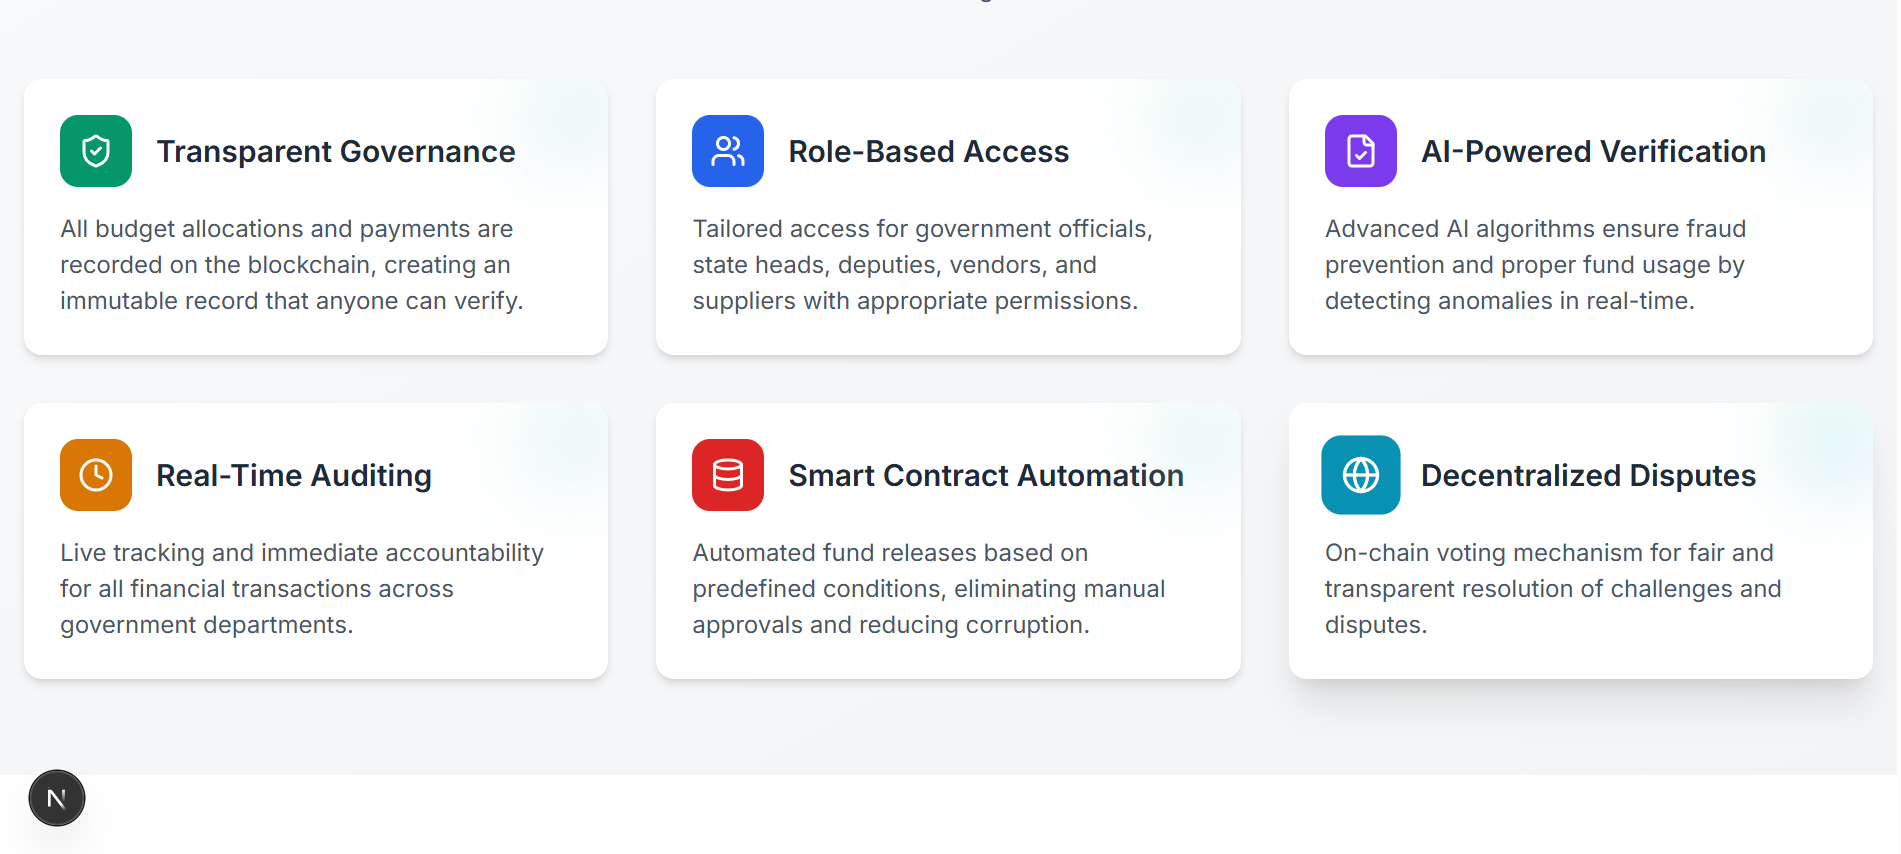 Transparent Governance
All budget allocations and payments are
recorded on the blockchain, creating an
immutable record that anyone can verify.
Role-Based Access
Tailored access for government officials,
state heads, deputies, vendors, and
suppliers with appropriate permissions.
AI-Powered Verification
Advanced AI algorithms ensure fraud
prevention and proper fund usage by
detecting anomalies in real-time.
Real-Time Auditing
Live tracking and immediate accountability
for all financial transactions across
government departments.
Smart Contract Automation
Automated fund releases based on
predefined conditions, eliminating manual
approvals and reducing corruption.
Decentralized Disputes
On-chain voting mechanism for fair and
transparent resolution of challenges and
disputes.
N